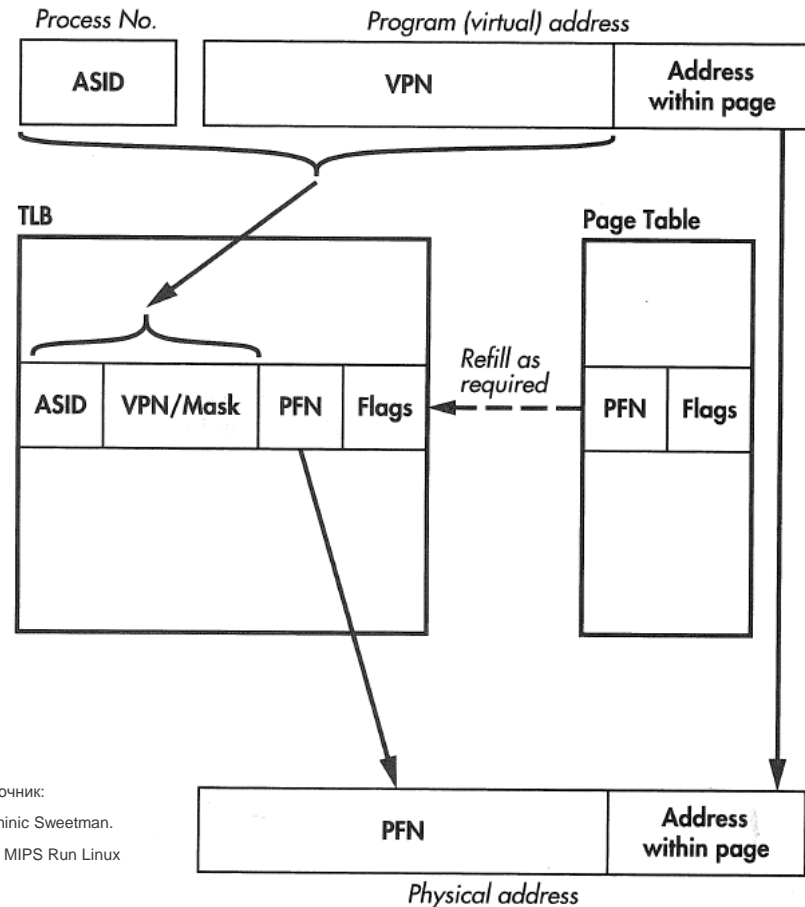 Process No.
Program (virtual) address
ASID
VPN
Address
within page
TLB
Page Table
Refill as
required
ASID
VPN/Mask
PFN
Flags
PFN
Flags
очник:
inic Sweetman.
MIPS Run Linux
PFN
Address
within page
Physical address